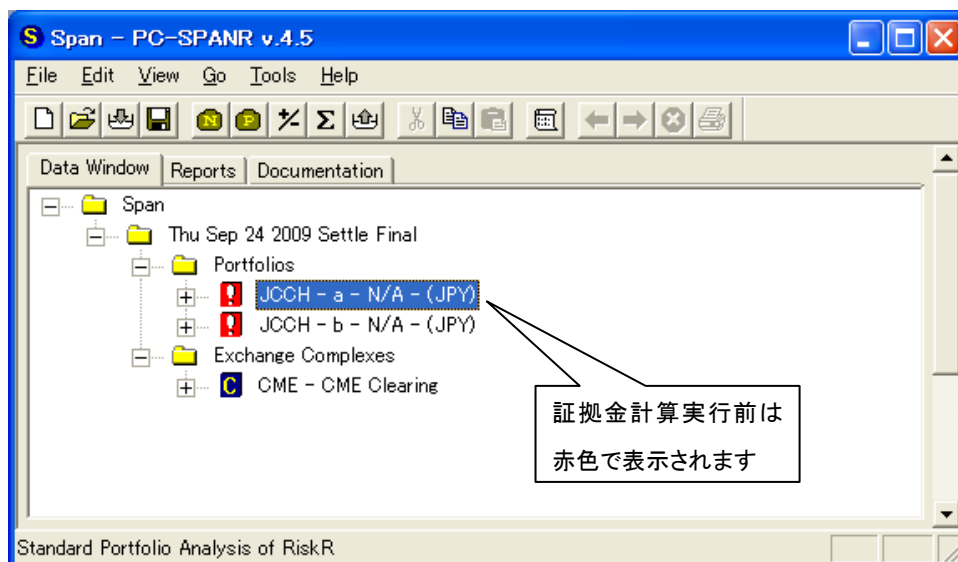 S Span - PC-SPANR v.4.5
File Edit View Go Tools Help
N P +/- Σ
Data Window Reports Documentation
Span
Thu Sep 24 2009 Settle Final
Portfolios
! JCCH - a - N/A - (JPY)
! JCCH - b - N/A - (JPY)
Exchange Complexes
C CME - CME Clearing
証拠金計算実行前は
赤色で表示されます
Standard Portfolio Analysis of RiskR